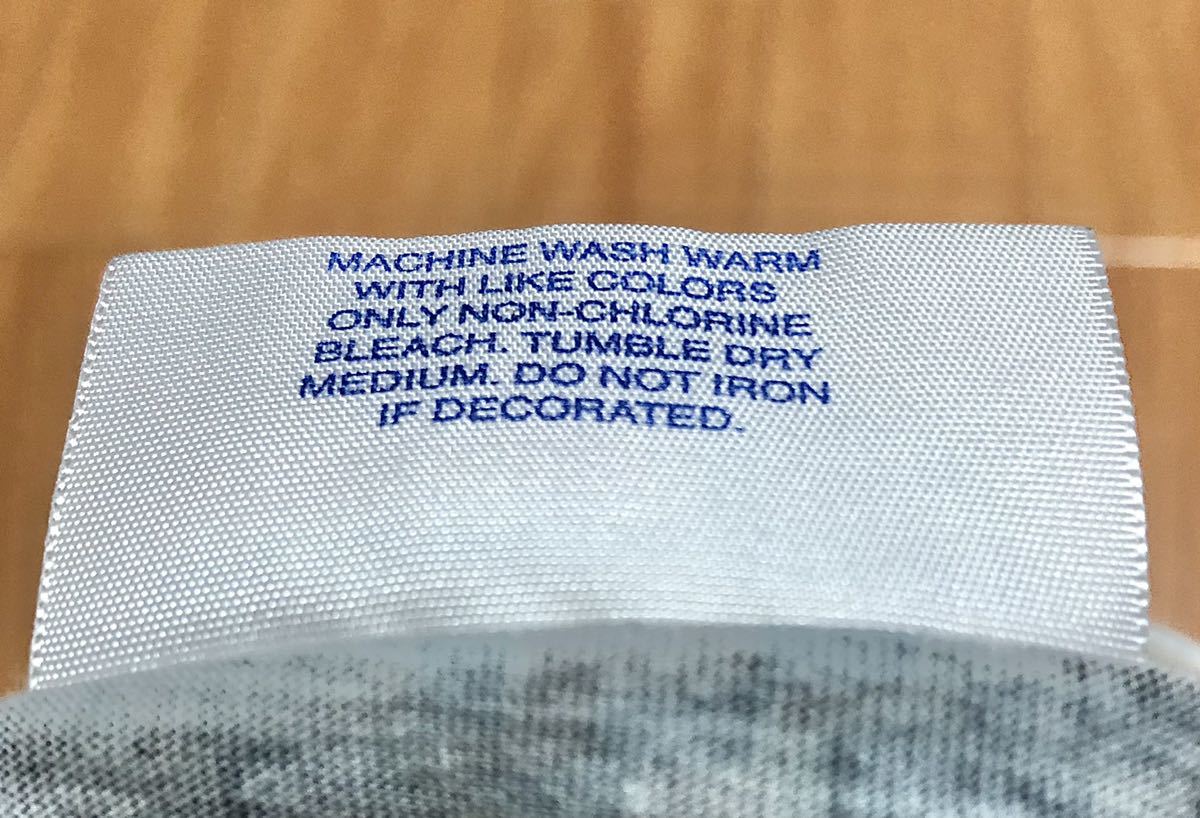 MACHINE WASH WARM
WITH LIKE COLORS
ONLY NON-CHLORINE
BLEACH. TUMBLE DRY
MEDIUM. DO NOT IRON
IF DECORATED.